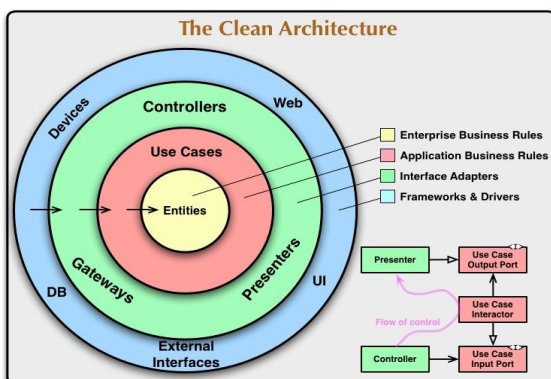 The Clean Architecture
Devices
Web
Controllers
Use Cases
Entities
Gateways
Presenters
DB
UI
External
Interfaces
Enterprise Business Rules
Application Business Rules
Interface Adapters
Frameworks & Drivers
Presenter
Use Case
Output Port
<I>
Flow of control
Use Case
Interactor
Controller
Use Case
Input Port
<I>